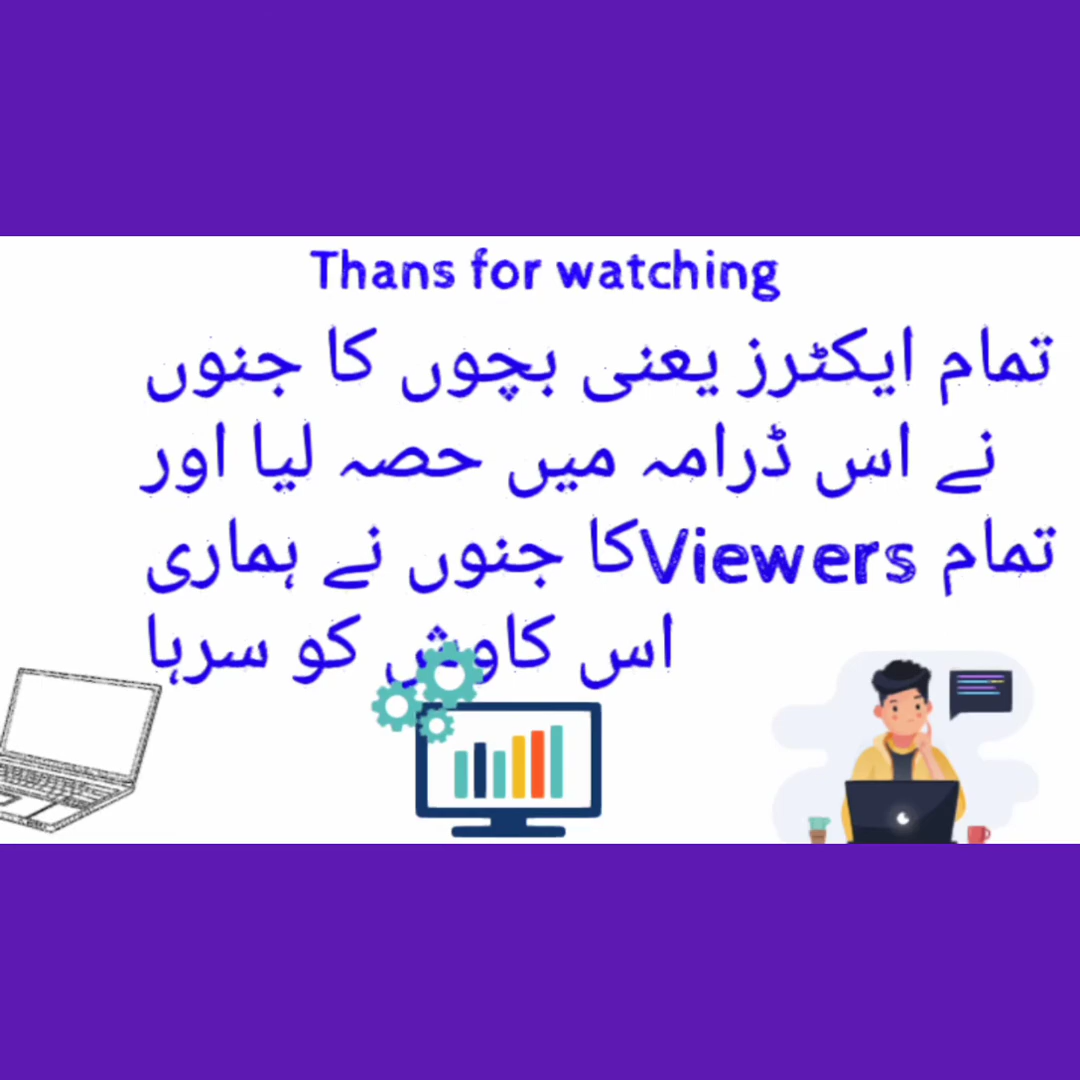 Thans for watching
تمام ایکٹرز یعنی بچوں کا جنوں
نے اس ڈرامہ میں حصہ لیا اور
تمام Viewersکا جنوں نے ہماری
اس کاوش کو سرہا